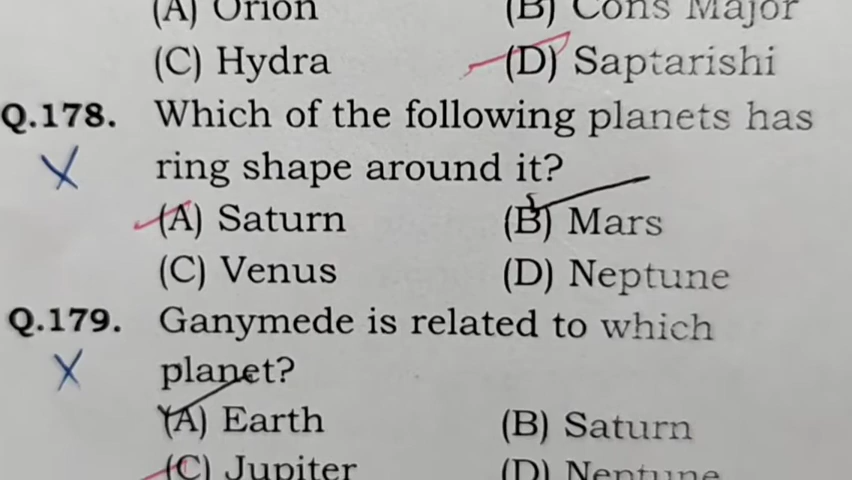 (A) Orion (B) Cons Major
(C) Hydra (D) Saptarishi
Q.178. Which of the following planets has
ring shape around it?
(A) Saturn (B) Mars
(C) Venus (D) Neptune
Q.179. Ganymede is related to which
planet?
(A) Earth (B) Saturn
(C) Jupiter (D) Neptune